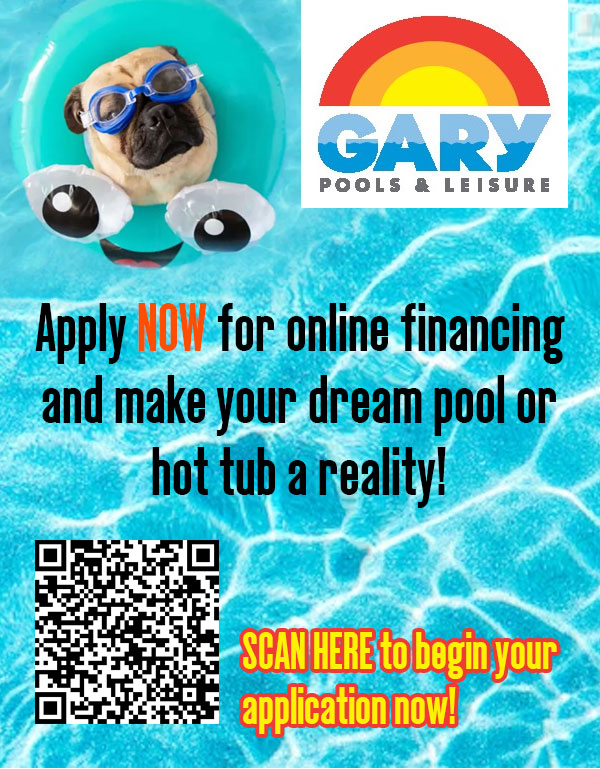 GARY
POOLS & LEISURE
Apply NOW for online financing
and make your dream pool or
hot tub a reality!
SCAN HERE to begin your
application now!